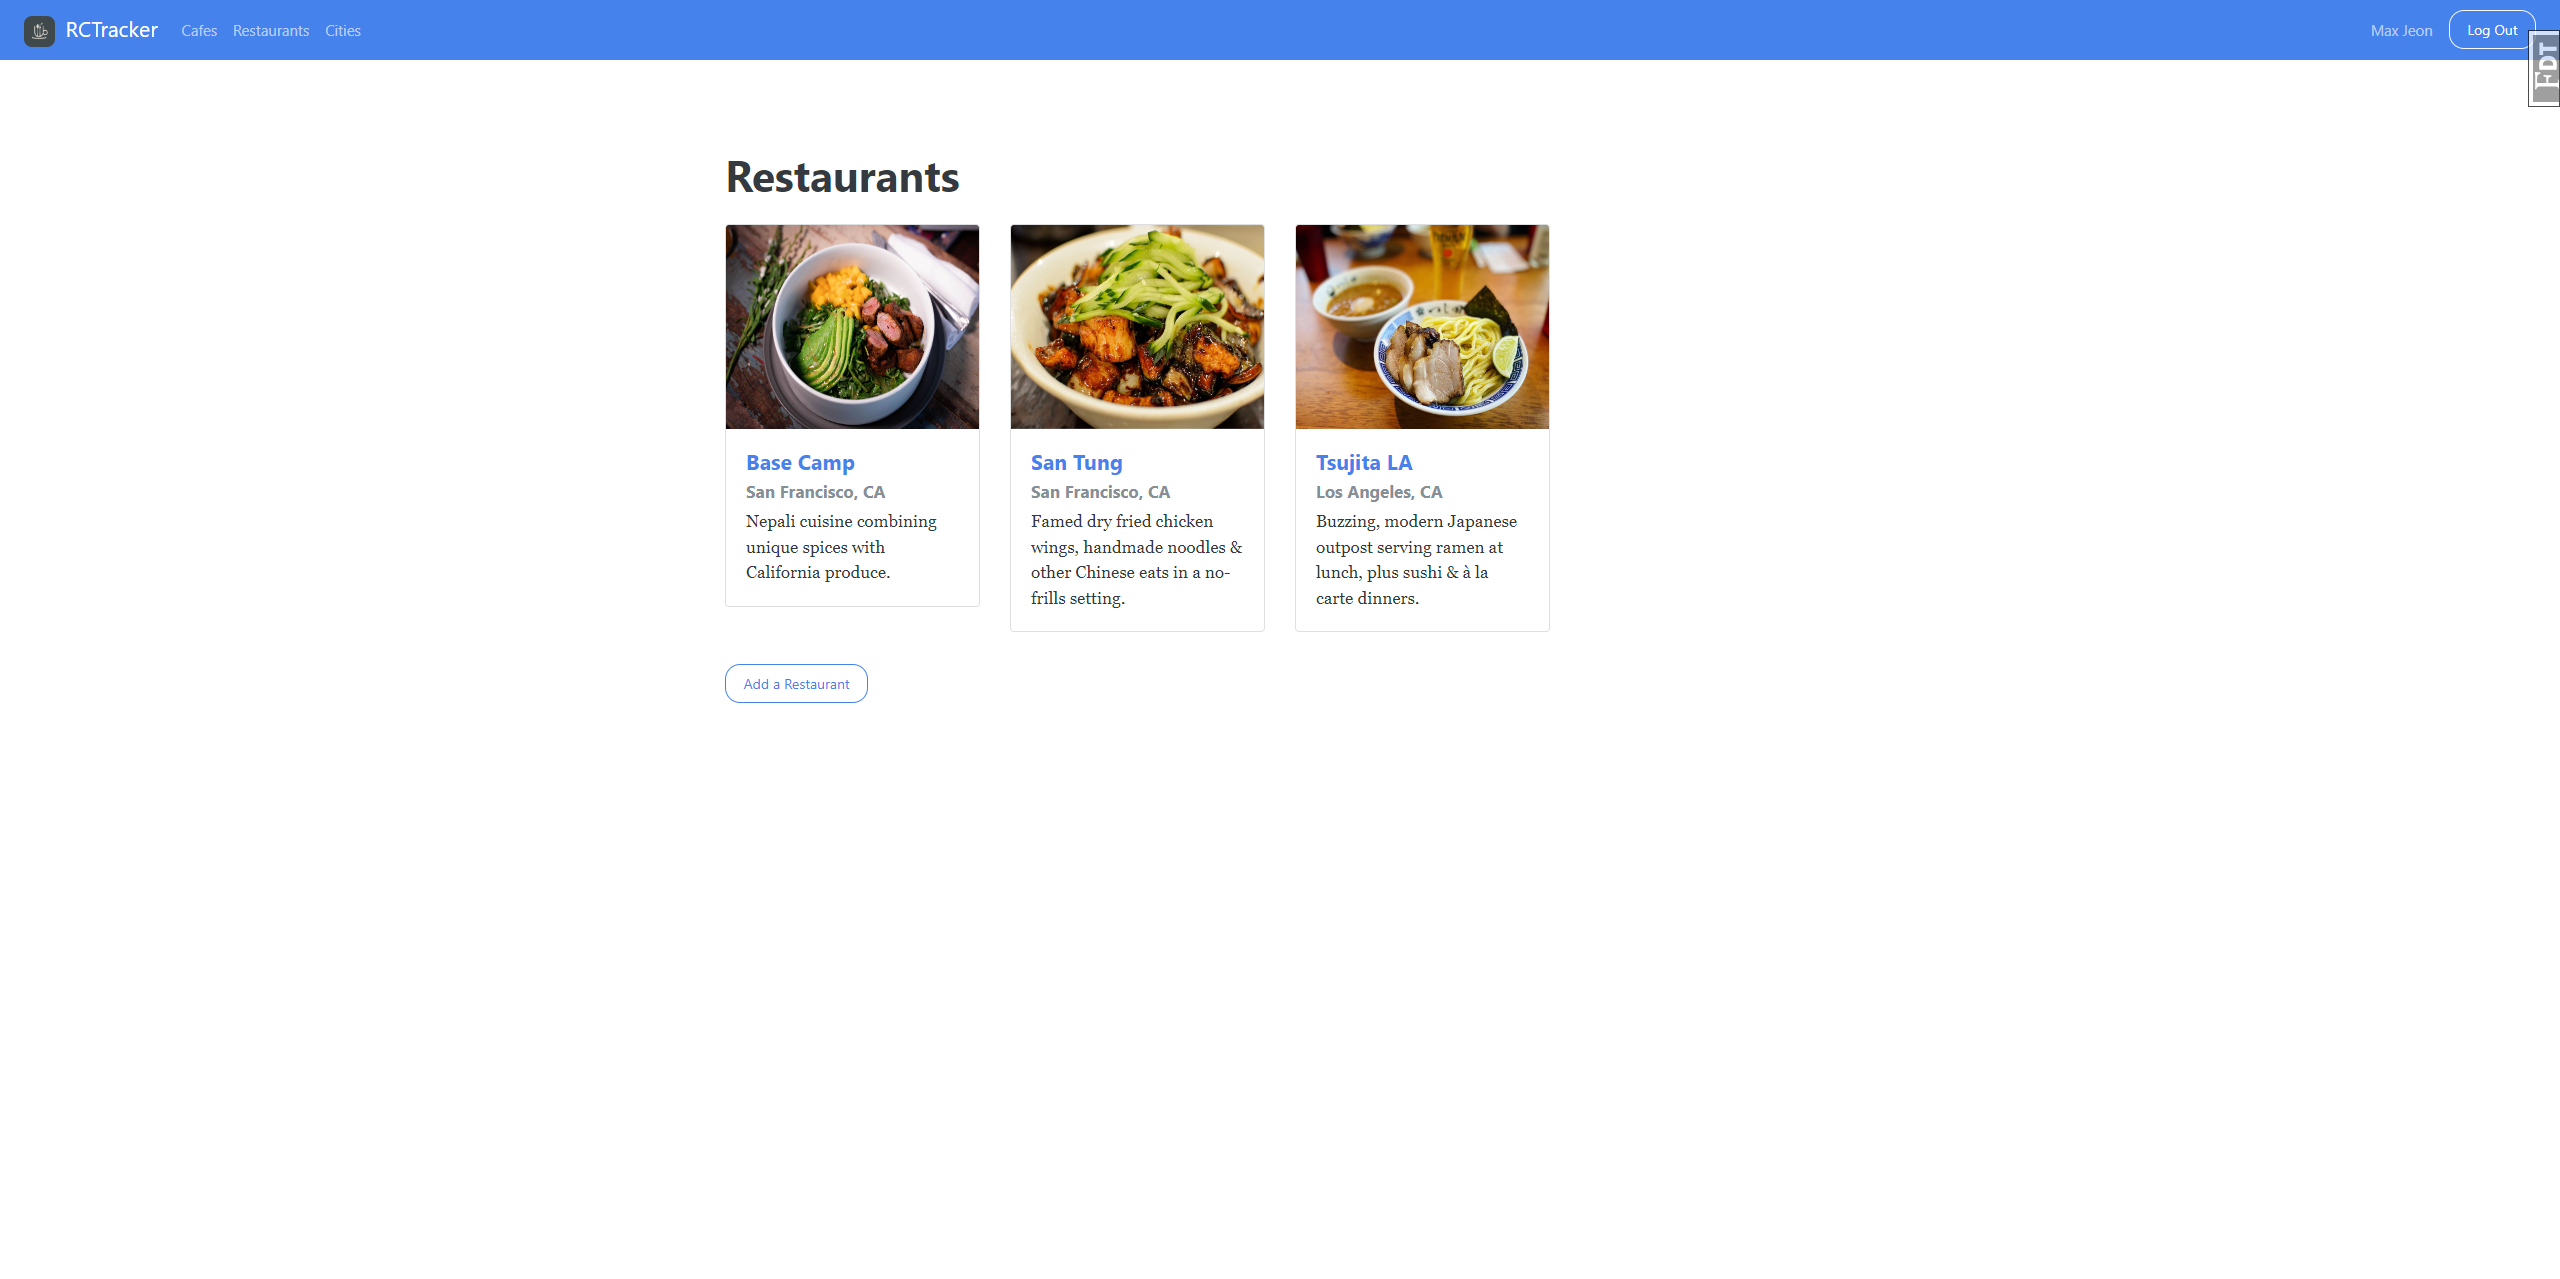 RCTracker Cafes Restaurants Cities Max Jeon Log Out
FDT
Restaurants
Base Camp
San Francisco, CA
Nepali cuisine combining
unique spices with
California produce.
San Tung
San Francisco, CA
Famed dry fried chicken
wings, handmade noodles &
other Chinese eats in a no-
frills setting.
Tsujita LA
Los Angeles, CA
Buzzing, modern Japanese
outpost serving ramen at
lunch, plus sushi & à la
carte dinners.
Add a Restaurant